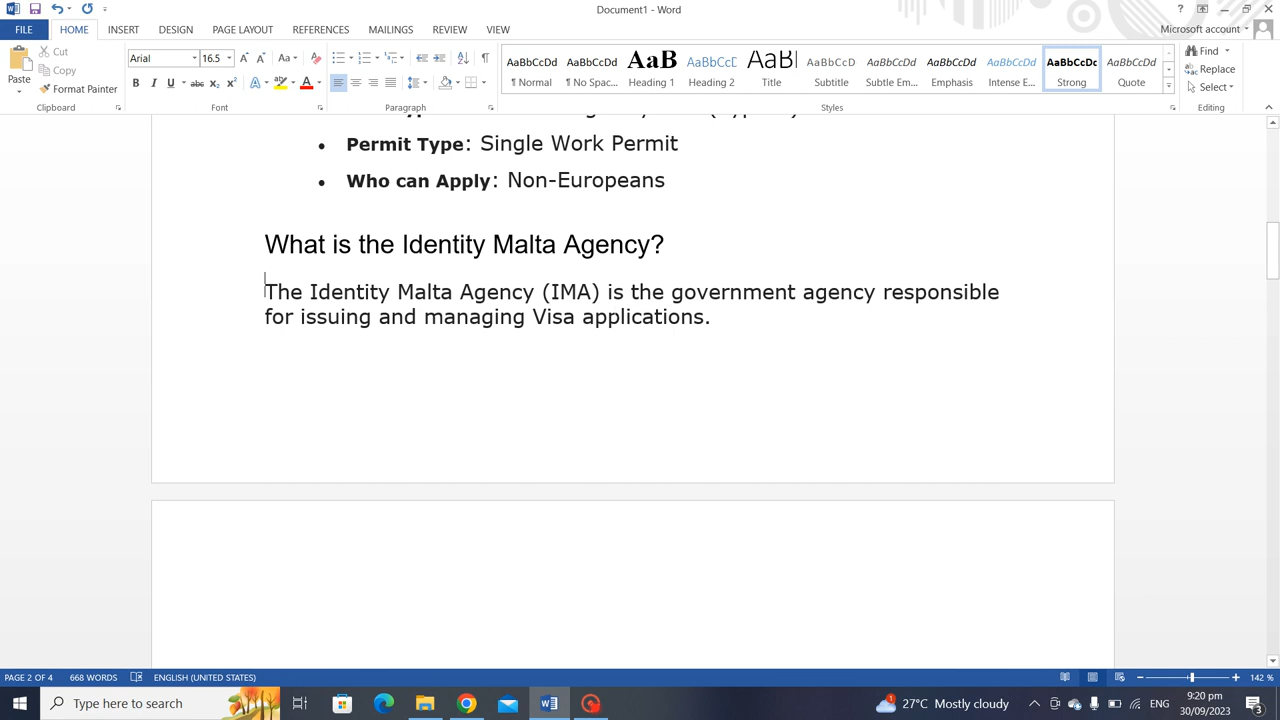 Document1 - Word
?
Microsoft account
FILE
HOME
INSERT
DESIGN
PAGE LAYOUT
REFERENCES
MAILINGS
REVIEW
VIEW
Paste
Cut
Copy
Format Painter
Clipboard
Arial
16.5
Font
Paragraph
AaBbCcDd
¶ Normal
AaBbCcDd
¶ No Spac...
AaB
Heading 1
AaBbCcD
Heading 2
AaB
Title
AaBbCcD
Subtitle
AaBbCcDd
Subtle Em...
AaBbCcDd
Emphasis
AaBbCcDd
Intense E...
AaBbCcDc
Strong
AaBbCcDd
Quote
Styles
Find
Replace
Select
Editing
• Permit Type: Single Work Permit
• Who can Apply: Non-Europeans
What is the Identity Malta Agency?
The Identity Malta Agency (IMA) is the government agency responsible
for issuing and managing Visa applications.
PAGE 2 OF 4
668 WORDS
ENGLISH (UNITED STATES)
142 %
Type here to search
27°C Mostly cloudy
ENG
9:20 pm
30/09/2023
3